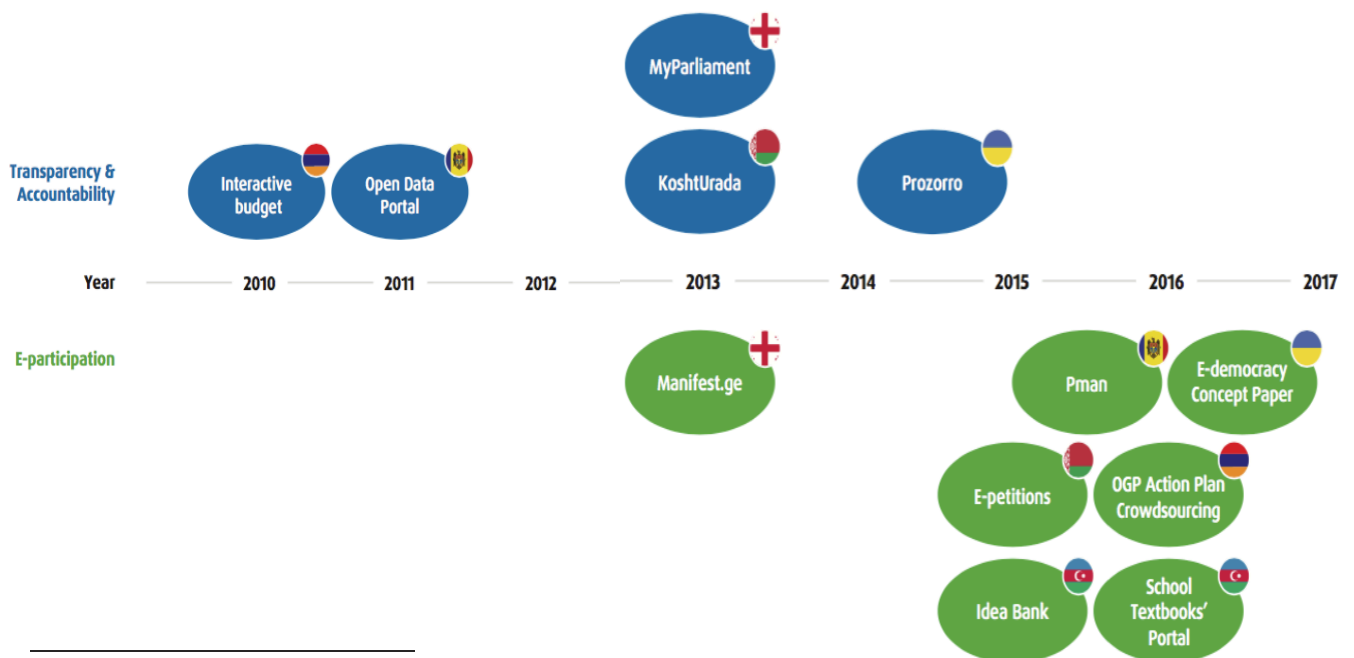 MyParliament
Transparency &
Accountability
Interactive
budget
Open Data
Portal
KoshtUrada
Prozorro
Year
2010
2011
2012
2013
2014
2015
2016
2017
E-participation
Manifest.ge
Pman
E-democracy
Concept Paper
E-petitions
OGP Action Plan
Crowdsourcing
Idea Bank
School
Textbooks’
Portal